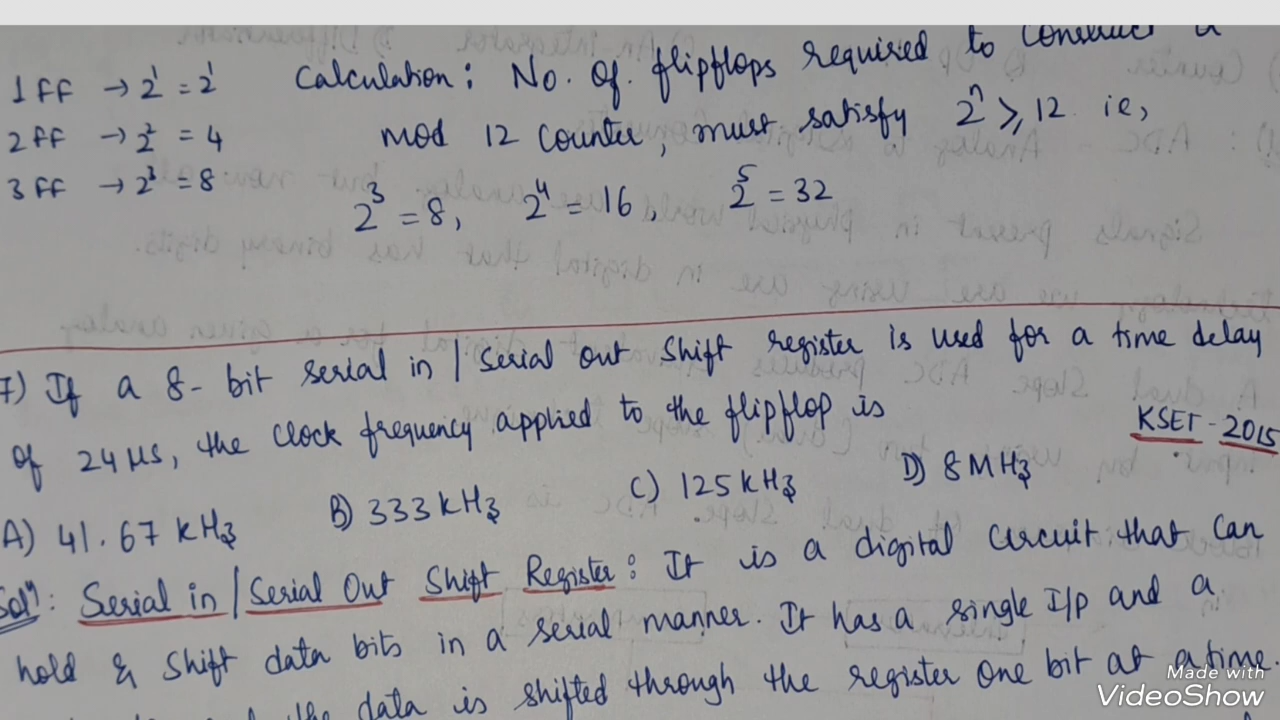 Calculation: No. of. flipflops required to construct a
1 FF → 2¹ = 2¹
2 FF → 2² = 4
3 FF → 2³ = 8
mod 12 counter, must satisfy 2ⁿ ≥, 12 ie,
2³ = 8, 2⁴ = 16, 2⁵ = 32
7) If a 8-bit serial in / serial out shift register is used for a time delay
of 24 μs, the clock frequency applied to the flipflop is
KSET - 2015
A) 41.67 kHz B) 333 kHz C) 125 kHz D) 8 MHz
Solⁿ: Serial in / Serial Out Shift Register: It is a digital circuit that can
hold & shift data bits in a serial manner. It has a single I/p and a
the data is shifted through the register one bit at a time.
Made with
VideoShow